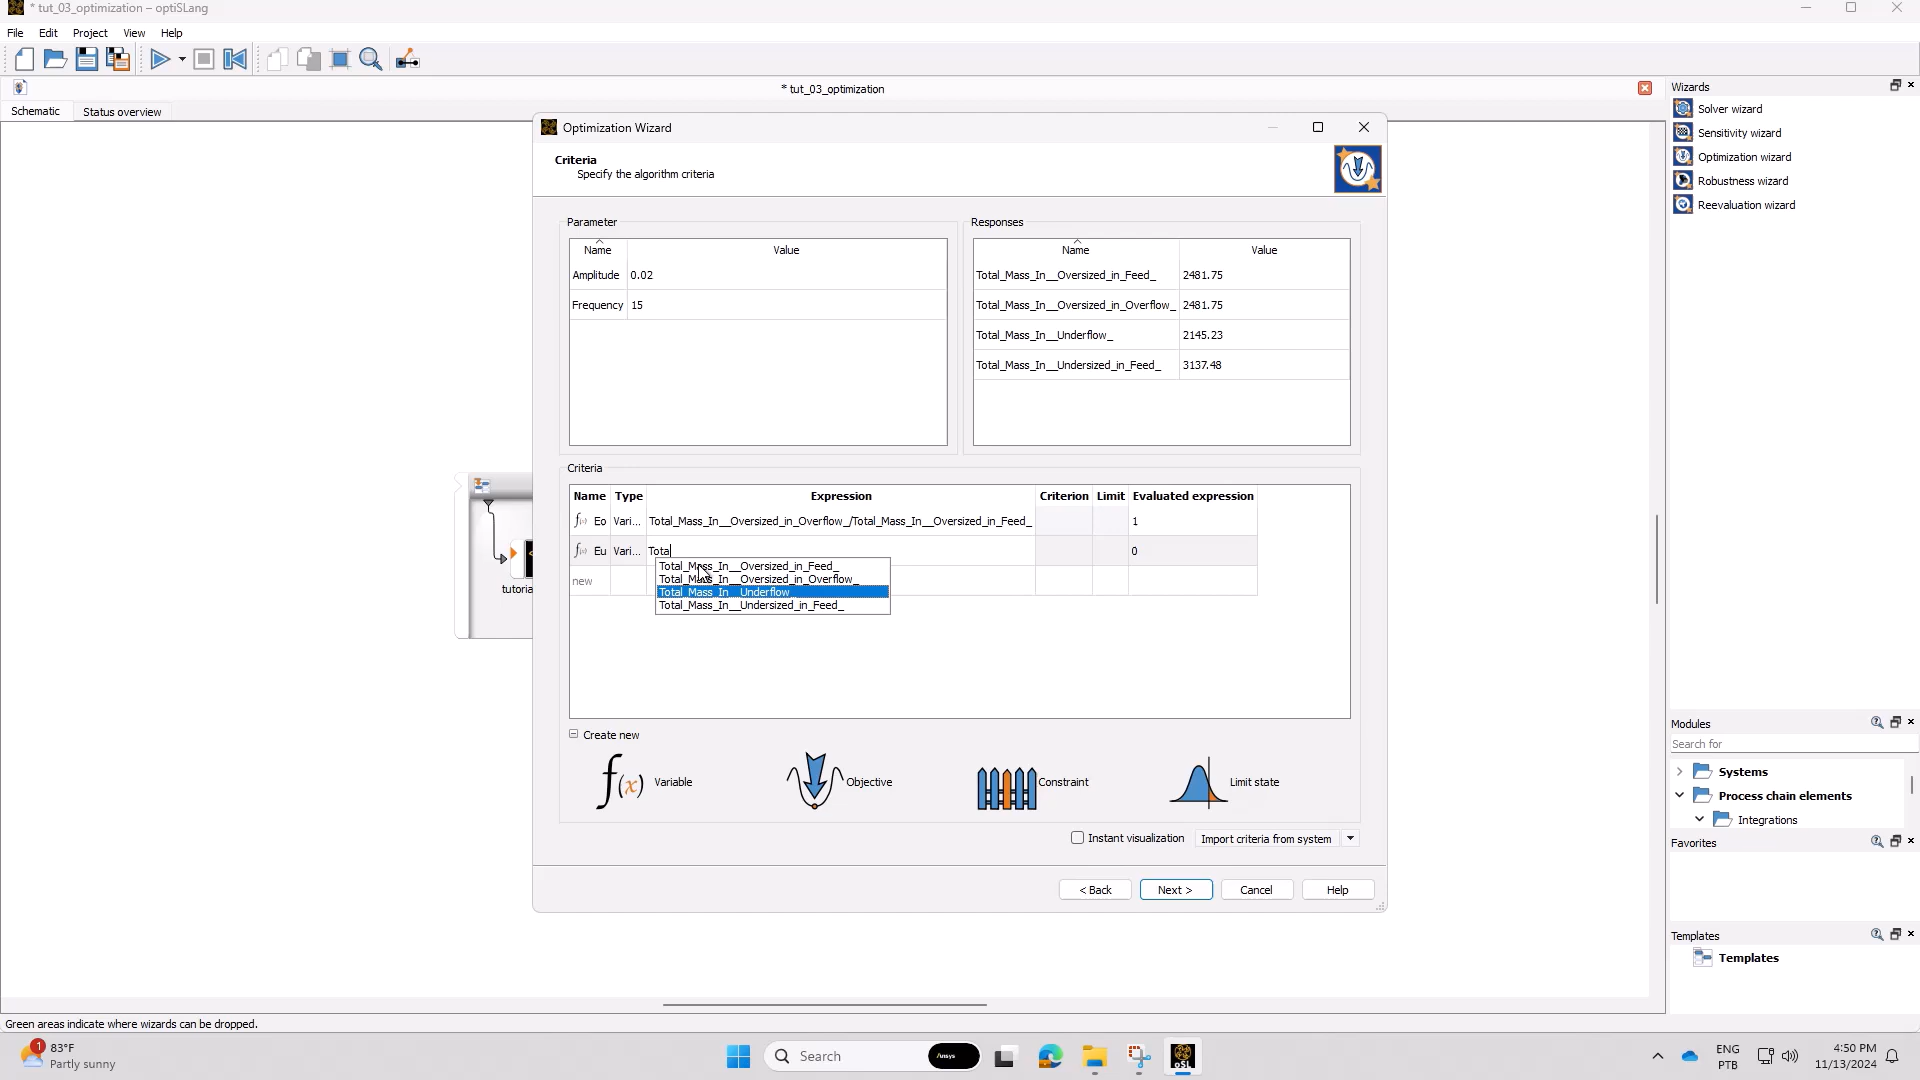 * tut_03_optimization – optiSLang
File Edit Project View Help
* tut_03_optimization
Schematic Status overview
Wizards
Solver wizard
Sensitivity wizard
Optimization wizard
Robustness wizard
Reevaluation wizard
Optimization Wizard
Criteria
Specify the algorithm criteria
Parameter
Name Value
Amplitude 0.02
Frequency 15
Responses
Name Value
Total_Mass_In__Oversized_in_Feed_ 2481.75
Total_Mass_In__Oversized_in_Overflow_ 2481.75
Total_Mass_In__Underflow_ 2145.23
Total_Mass_In__Undersized_in_Feed_ 3137.48
Criteria
Name Type Expression Criterion Limit Evaluated expression
f(x) Eo Vari... Total_Mass_In__Oversized_in_Overflow_/Total_Mass_In__Oversized_in_Feed_ 1
f(x) Eu Vari... Tota 0
new
Total_Mass_In__Oversized_in_Feed_
Total_Mass_In__Oversized_in_Overflow_
Total_Mass_In__Underflow_
Total_Mass_In__Undersized_in_Feed_
tutoria
Create new
f(x) Variable Objective Constraint Limit state
Instant visualization Import criteria from system
< Back Next > Cancel Help
Modules
Search for
Systems
Process chain elements
Integrations
Favorites
Templates
Templates
Green areas indicate where wizards can be dropped.
1
83°F
Partly sunny
Search
Ansys
oSL
ENG
PTB
4:50 PM
11/13/2024